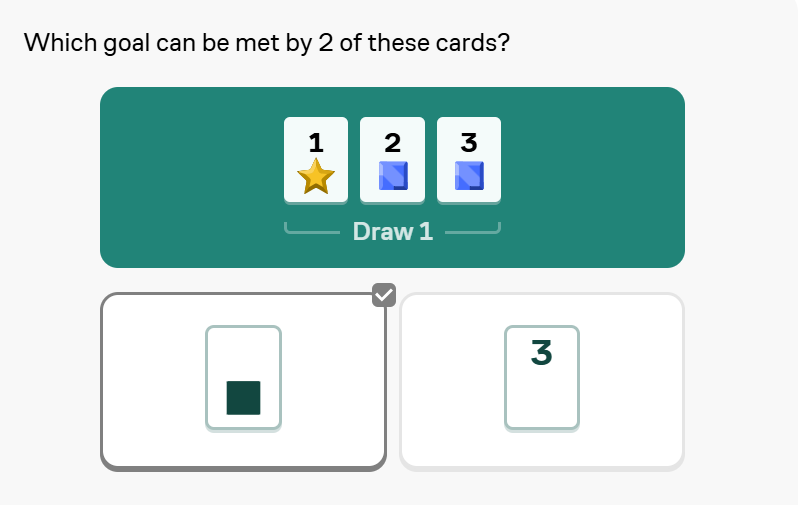 Which goal can be met by 2 of these cards?
1 2 3
Draw 1
3